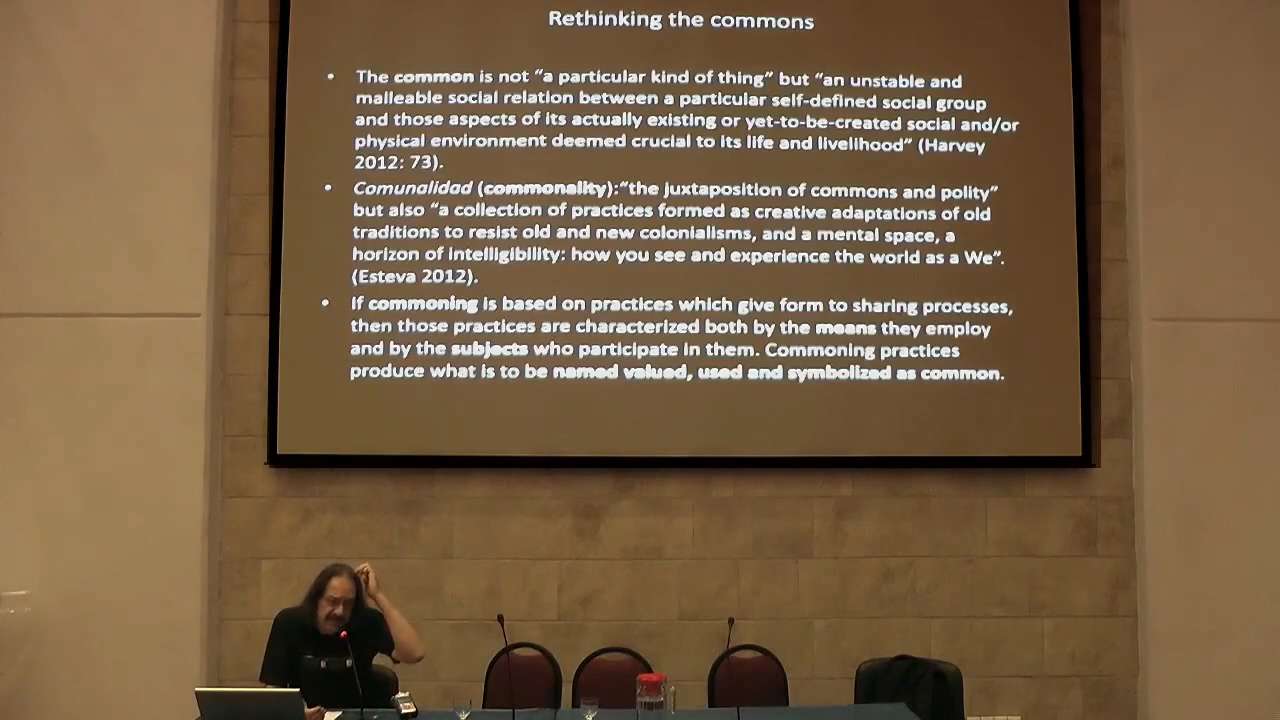 Rethinking the commons
• The common is not “a particular kind of thing” but “an unstable and
malleable social relation between a particular self-defined social group
and those aspects of its actually existing or yet-to-be-created social and/or
physical environment deemed crucial to its life and livelihood” (Harvey
2012: 73).
• Comunalidad (commonality):“the juxtaposition of commons and polity”
but also “a collection of practices formed as creative adaptations of old
traditions to resist old and new colonialisms, and a mental space, a
horizon of intelligibility: how you see and experience the world as a We”.
(Esteva 2012).
• If commoning is based on practices which give form to sharing processes,
then those practices are characterized both by the means they employ
and by the subjects who participate in them. Commoning practices
produce what is to be named valued, used and symbolized as common.